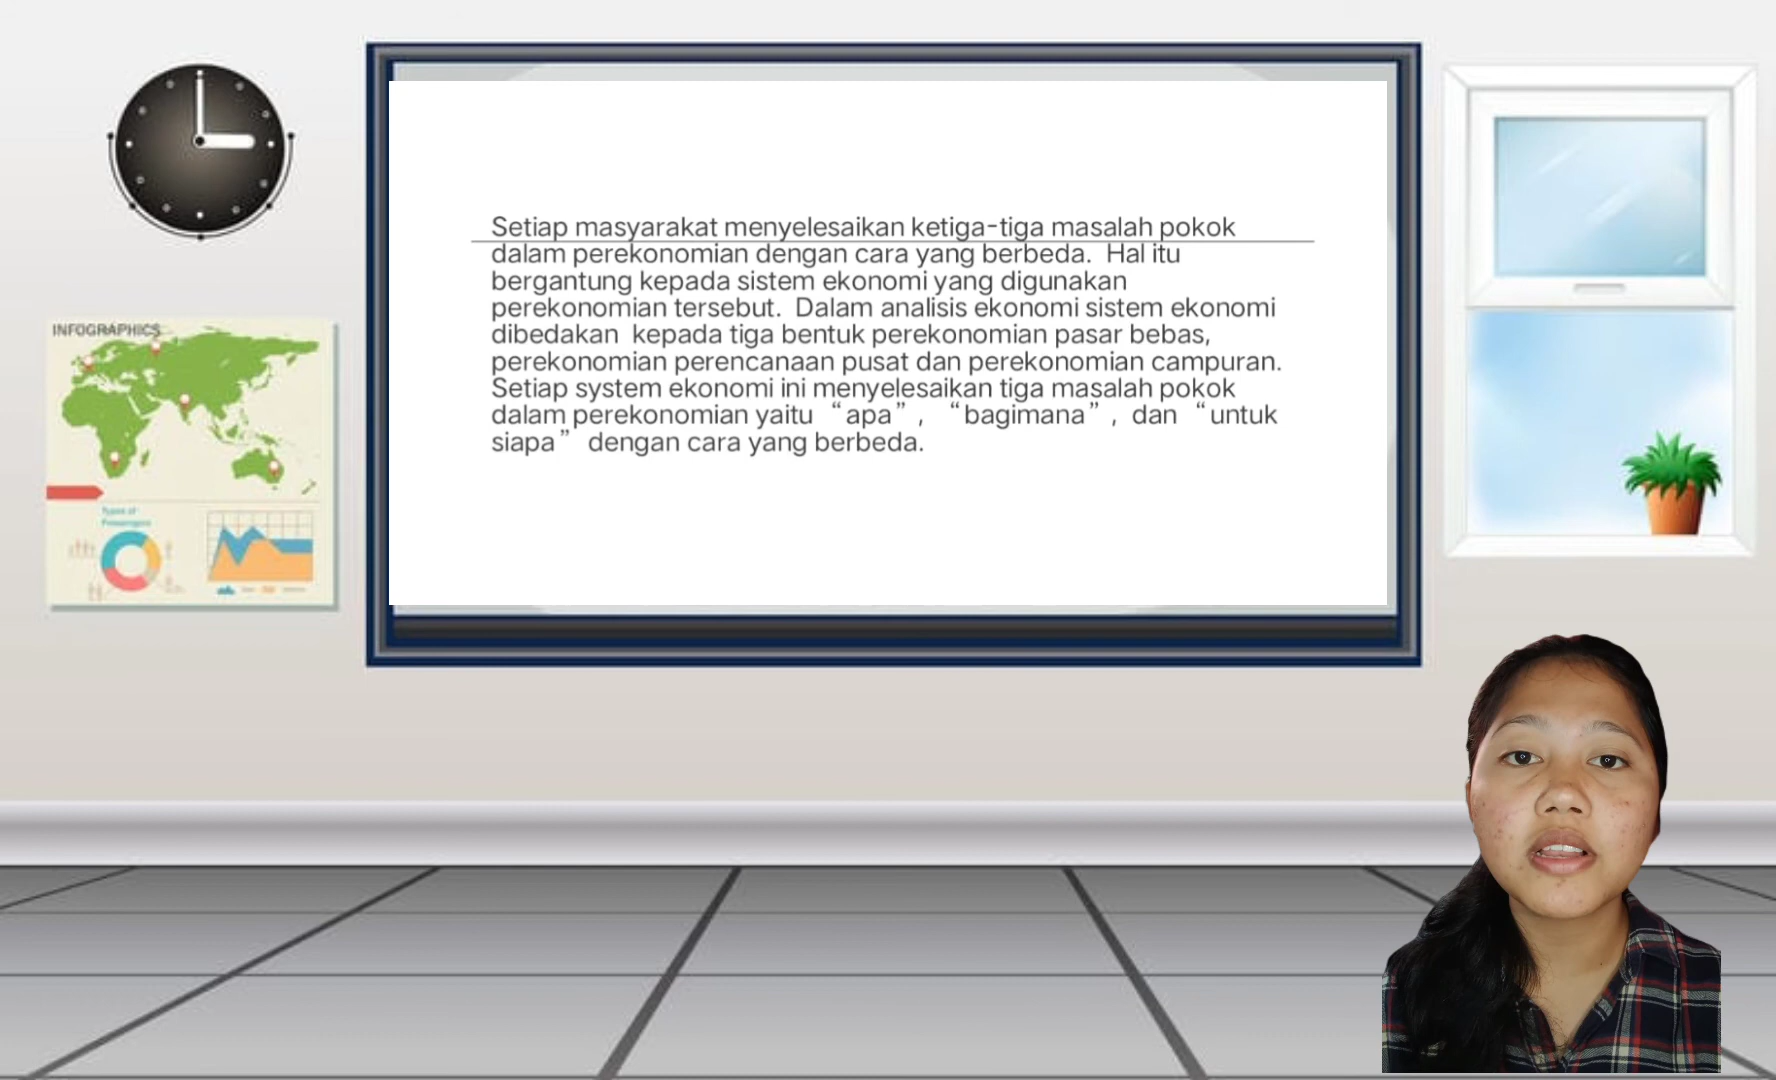 Setiap masyarakat menyelesaikan ketiga-tiga masalah pokok
dalam perekonomian dengan cara yang berbeda. Hal itu
bergantung kepada sistem ekonomi yang digunakan
perekonomian tersebut. Dalam analisis ekonomi sistem ekonomi
dibedakan kepada tiga bentuk perekonomian pasar bebas,
perekonomian perencanaan pusat dan perekonomian campuran.
Setiap system ekonomi ini menyelesaikan tiga masalah pokok
dalam perekonomian yaitu “apa”, “bagimana”, dan “untuk
siapa” dengan cara yang berbeda.
INFOGRAPHICS
Types of